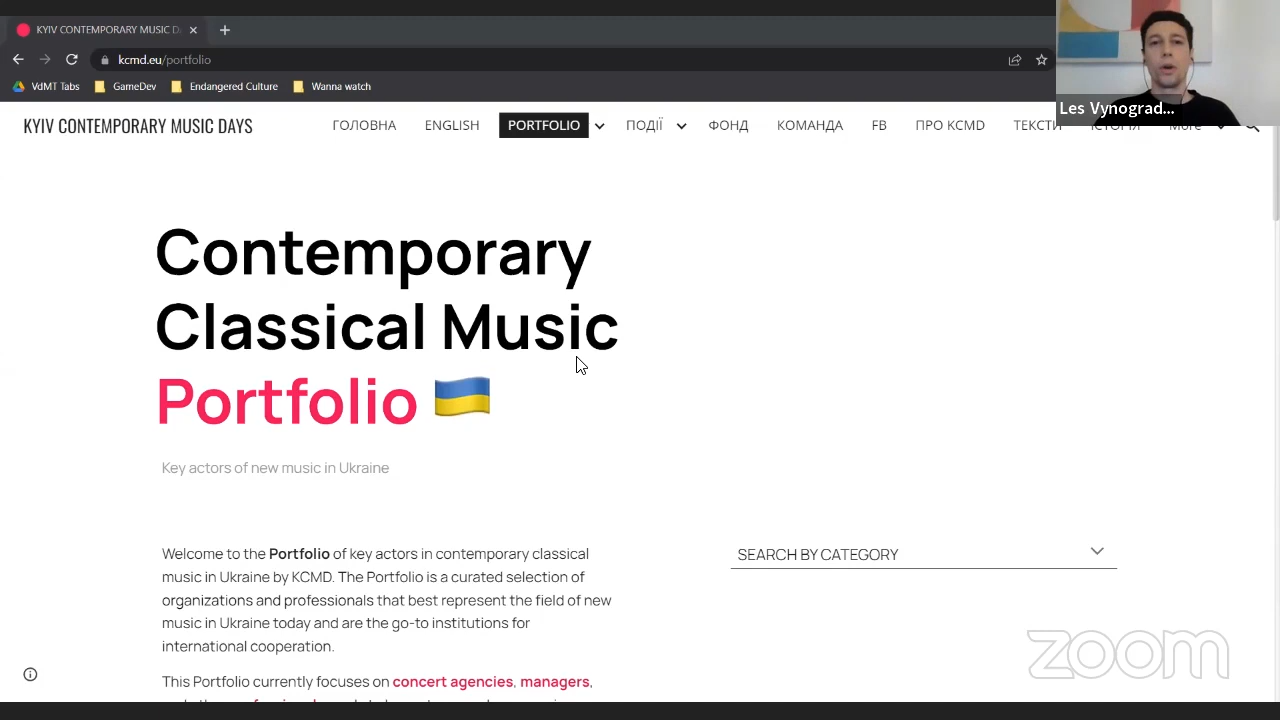 KYIV CONTEMPORARY MUSIC D
kcmd.eu/portfolio
VdMT Tabs
GameDev
Endangered Culture
Wanna watch
Les Vynograd...
KYIV CONTEMPORARY MUSIC DAYS
ГОЛОВНА
ENGLISH
PORTFOLIO
ПОДІЇ
ФОНД
КОМАНДА
FB
ПРО KCMD
ТЕКСТИ
ІСТОРІЯ
More
Contemporary
Classical Music
Portfolio
Key actors of new music in Ukraine
Welcome to the Portfolio of key actors in contemporary classical
music in Ukraine by KCMD. The Portfolio is a curated selection of
organizations and professionals that best represent the field of new
music in Ukraine today and are the go-to institutions for
international cooperation.
This Portfolio currently focuses on concert agencies, managers,
SEARCH BY CATEGORY
zoom